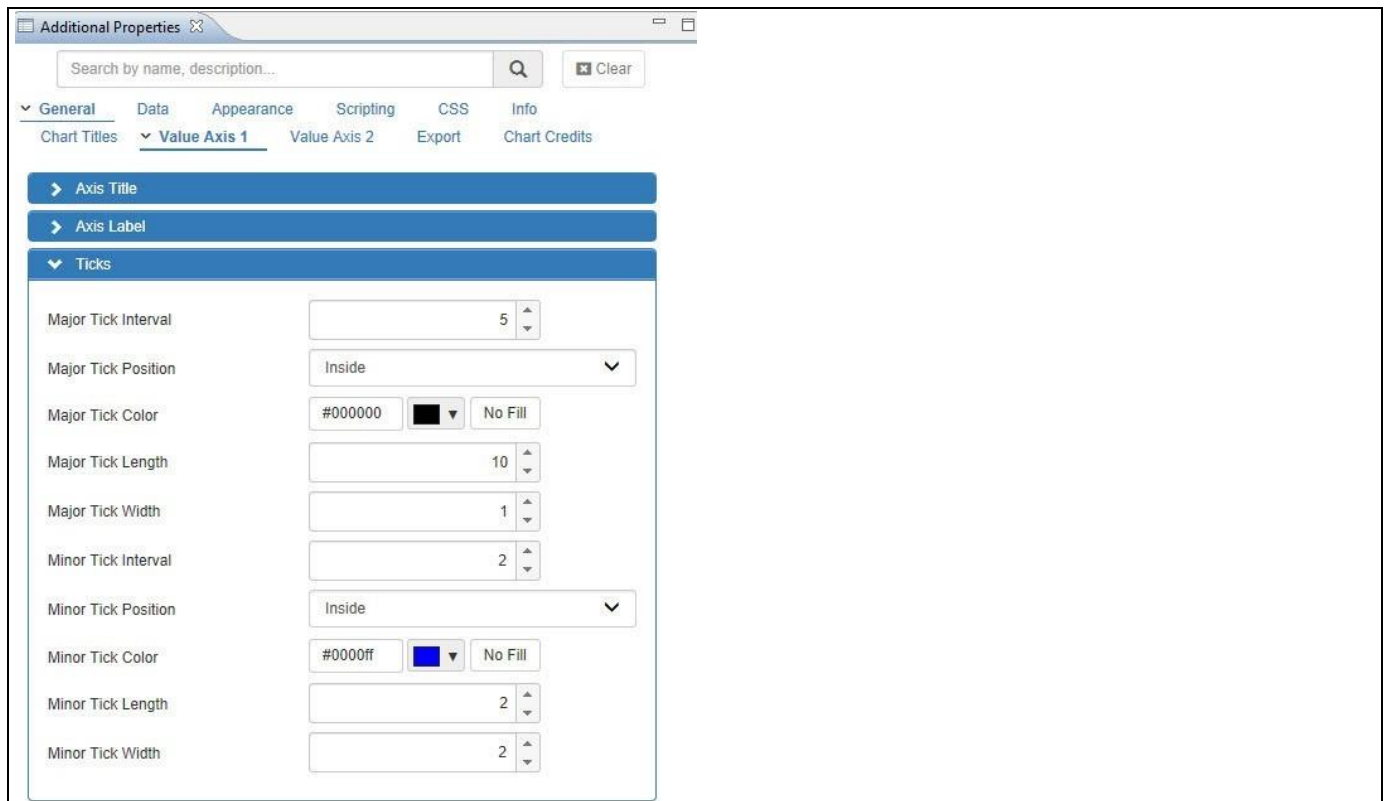 Additional Properties
Search by name, description...
Clear
General Data Appearance Scripting CSS Info
Chart Titles Value Axis 1 Value Axis 2 Export Chart Credits
Axis Title
Axis Label
Ticks
Major Tick Interval 5
Major Tick Position Inside
Major Tick Color #000000 No Fill
Major Tick Length 10
Major Tick Width 1
Minor Tick Interval 2
Minor Tick Position Inside
Minor Tick Color #0000ff No Fill
Minor Tick Length 2
Minor Tick Width 2